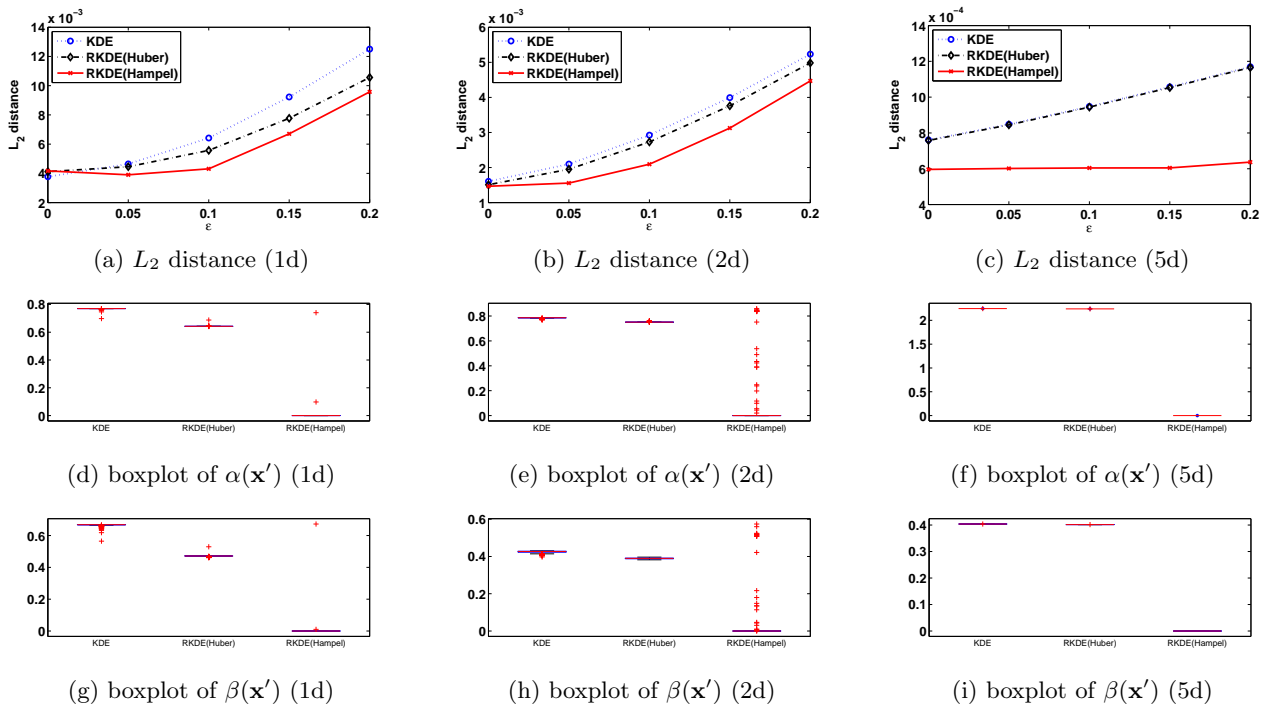 x 10⁻³
14
12
10
8
6
4
2
L₂ distance
KDE
RKDE(Huber)
RKDE(Hampel)
0 0.05 0.1 0.15 0.2
ε
(a) L₂ distance (1d)
x 10⁻³
6
5
4
3
2
1
L₂ distance
KDE
RKDE(Huber)
RKDE(Hampel)
0 0.05 0.1 0.15 0.2
ε
(b) L₂ distance (2d)
x 10⁻⁴
14
12
10
8
6
4
L₂ distance
KDE
RKDE(Huber)
RKDE(Hampel)
0 0.05 0.1 0.15 0.2
ε
(c) L₂ distance (5d)
0.8
0.6
0.4
0.2
0
KDE RKDE(Huber) RKDE(Hampel)
(d) boxplot of α(x′) (1d)
0.8
0.6
0.4
0.2
0
KDE RKDE(Huber) RKDE(Hampel)
(e) boxplot of α(x′) (2d)
2
1.5
1
0.5
0
KDE RKDE(Huber) RKDE(Hampel)
(f) boxplot of α(x′) (5d)
0.6
0.4
0.2
0
KDE RKDE(Huber) RKDE(Hampel)
(g) boxplot of β(x′) (1d)
0.6
0.4
0.2
0
KDE RKDE(Huber) RKDE(Hampel)
(h) boxplot of β(x′) (2d)
0.4
0.3
0.2
0.1
0
KDE RKDE(Huber) RKDE(Hampel)
(i) boxplot of β(x′) (5d)